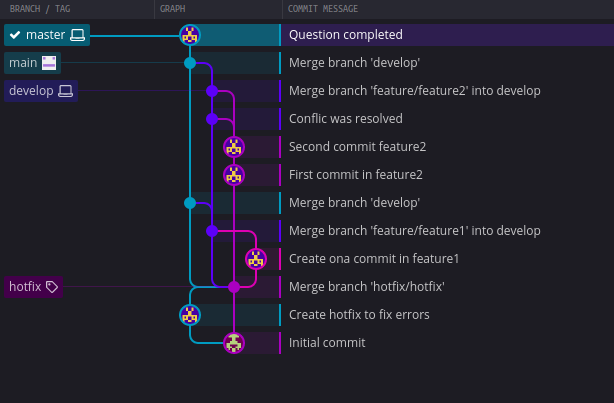 BRANCH / TAG GRAPH COMMIT MESSAGE
master Question completed
main Merge branch 'develop'
develop Merge branch 'feature/feature2' into develop
Conflic was resolved
Second commit feature2
First commit in feature2
Merge branch 'develop'
Merge branch 'feature/feature1' into develop
Create ona commit in feature1
hotfix Merge branch 'hotfix/hotfix'
Create hotfix to fix errors
Initial commit